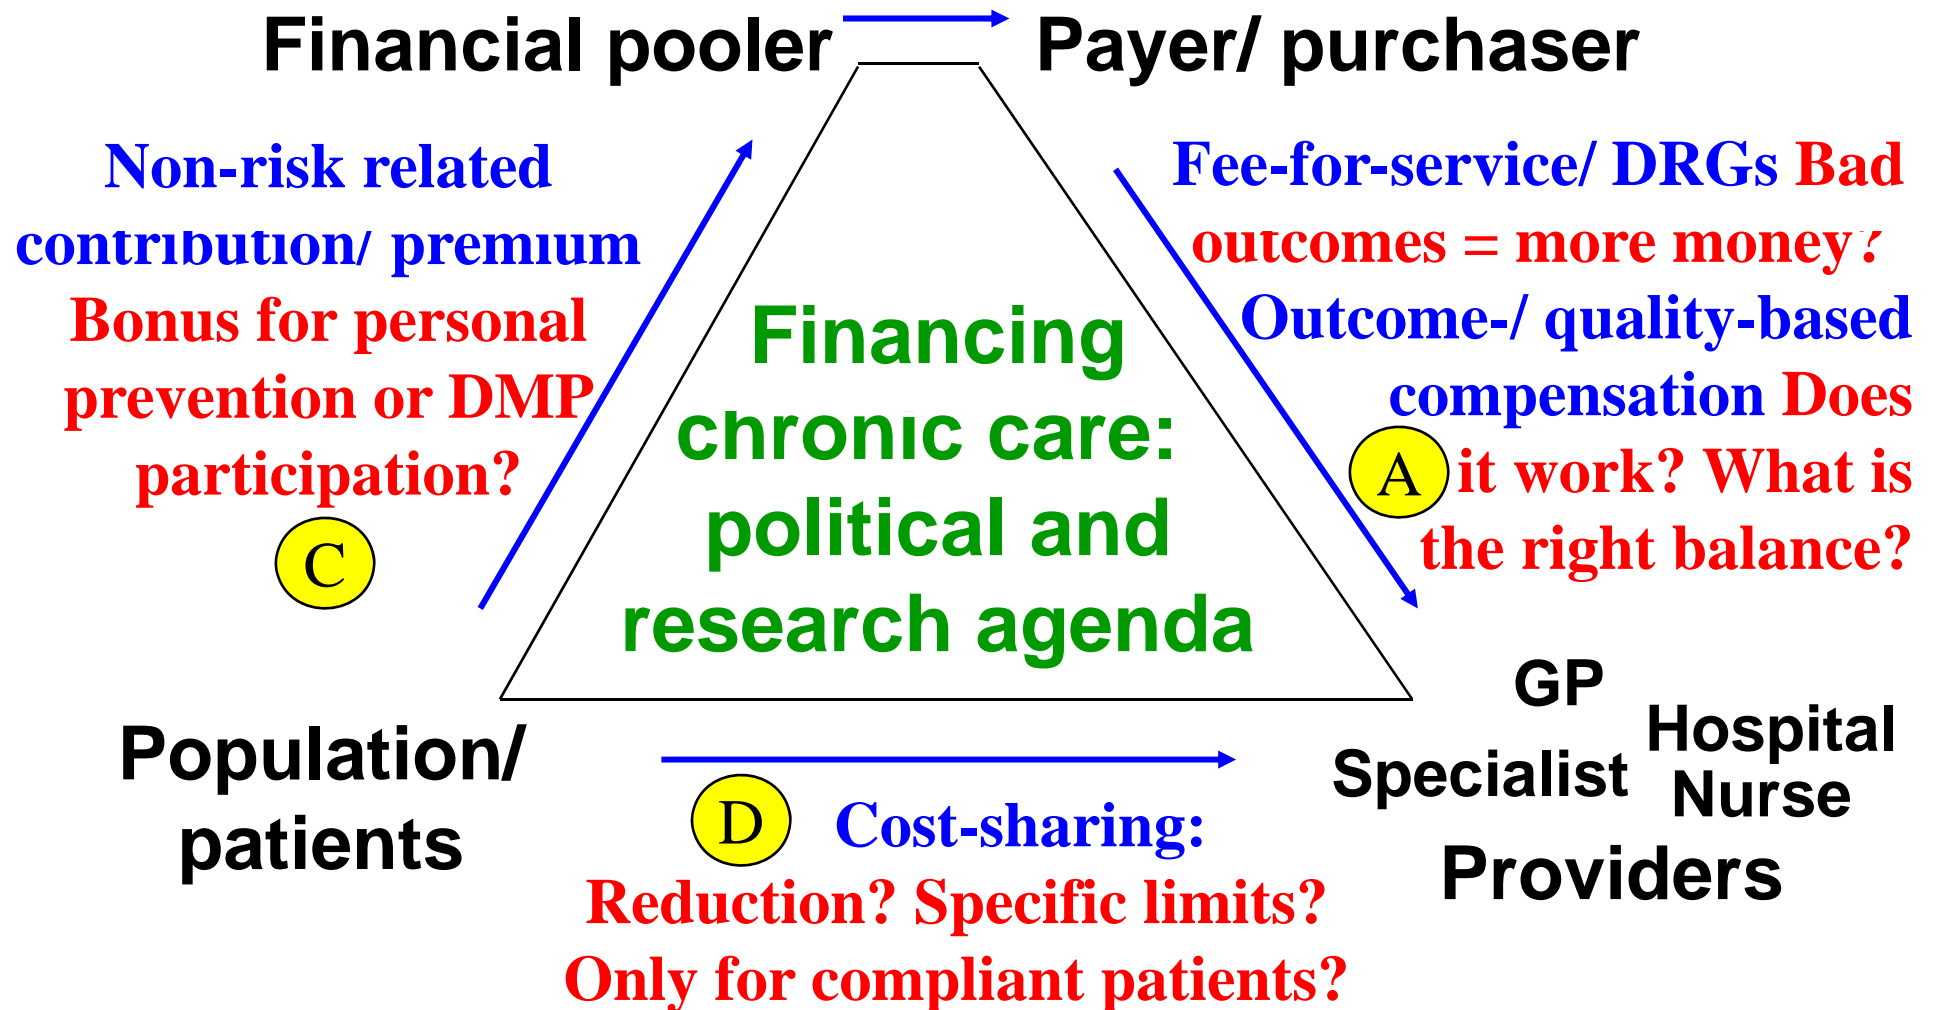 Financial pooler
Payer/ purchaser
Non-risk related
contribution/ premium
Bonus for personal
prevention or DMP
participation?
C
Fee-for-service/ DRGs Bad
outcomes = more money?
Outcome-/ quality-based
compensation Does
it work? What is
the right balance?
A
Financing
chronic care:
political and
research agenda
Population/
patients
D
Cost-sharing:
Reduction? Specific limits?
Only for compliant patients?
GP
Hospital
Specialist
Nurse
Providers